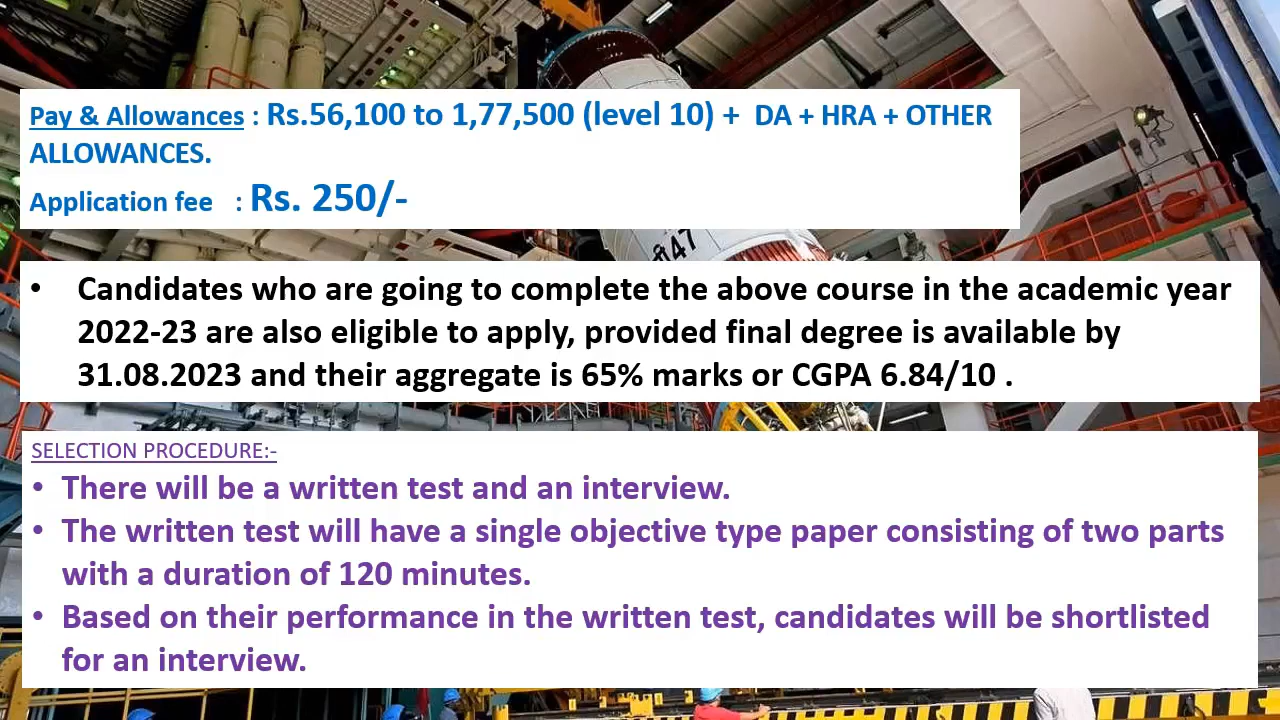 Pay & Allowances : Rs.56,100 to 1,77,500 (level 10) + DA + HRA + OTHER
ALLOWANCES.
Application fee : Rs. 250/-
• Candidates who are going to complete the above course in the academic year
2022-23 are also eligible to apply, provided final degree is available by
31.08.2023 and their aggregate is 65% marks or CGPA 6.84/10 .
SELECTION PROCEDURE:-
• There will be a written test and an interview.
• The written test will have a single objective type paper consisting of two parts
with a duration of 120 minutes.
• Based on their performance in the written test, candidates will be shortlisted
for an interview.